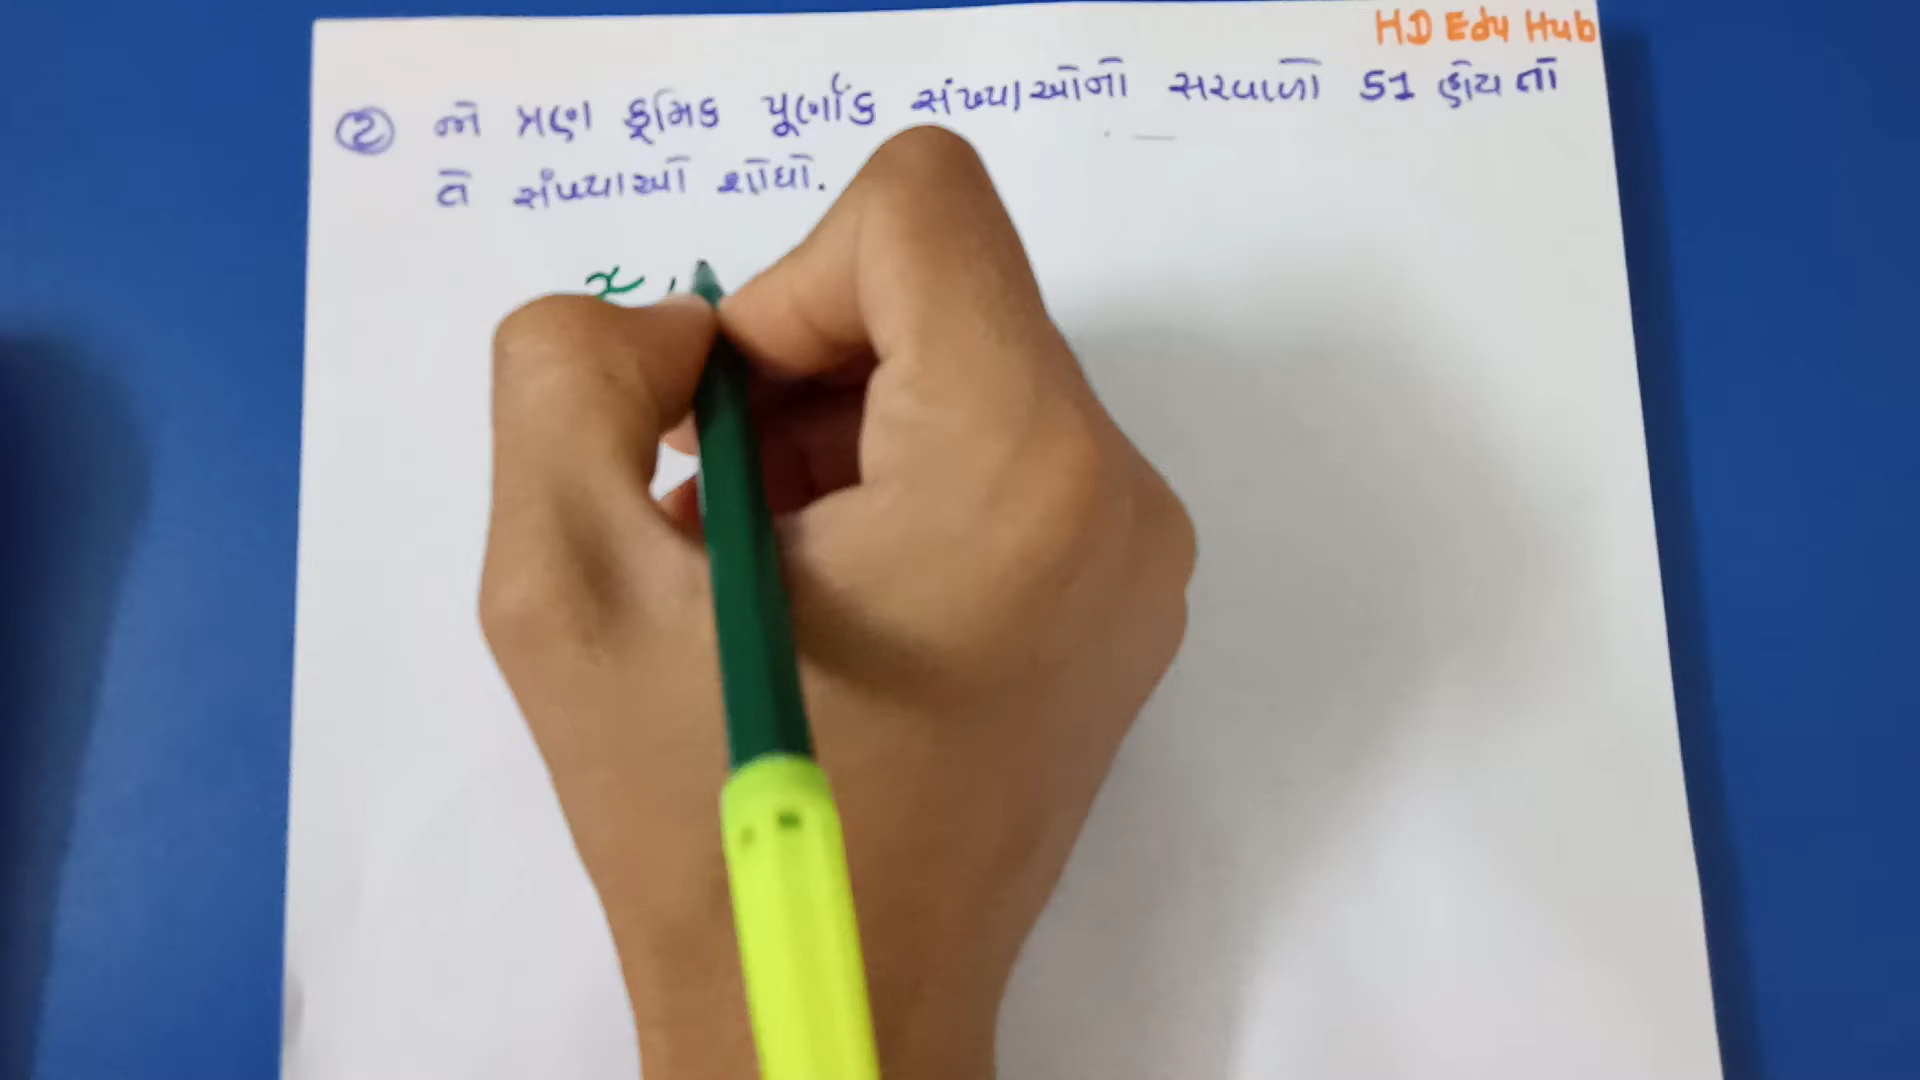 HD Edu Hub
② જો ત્રણ ક્રમિક પૂર્ણાંક સંખ્યાઓનો સરવાળો 51 હોય તો
તે સંખ્યાઓ શોધો.
x ,